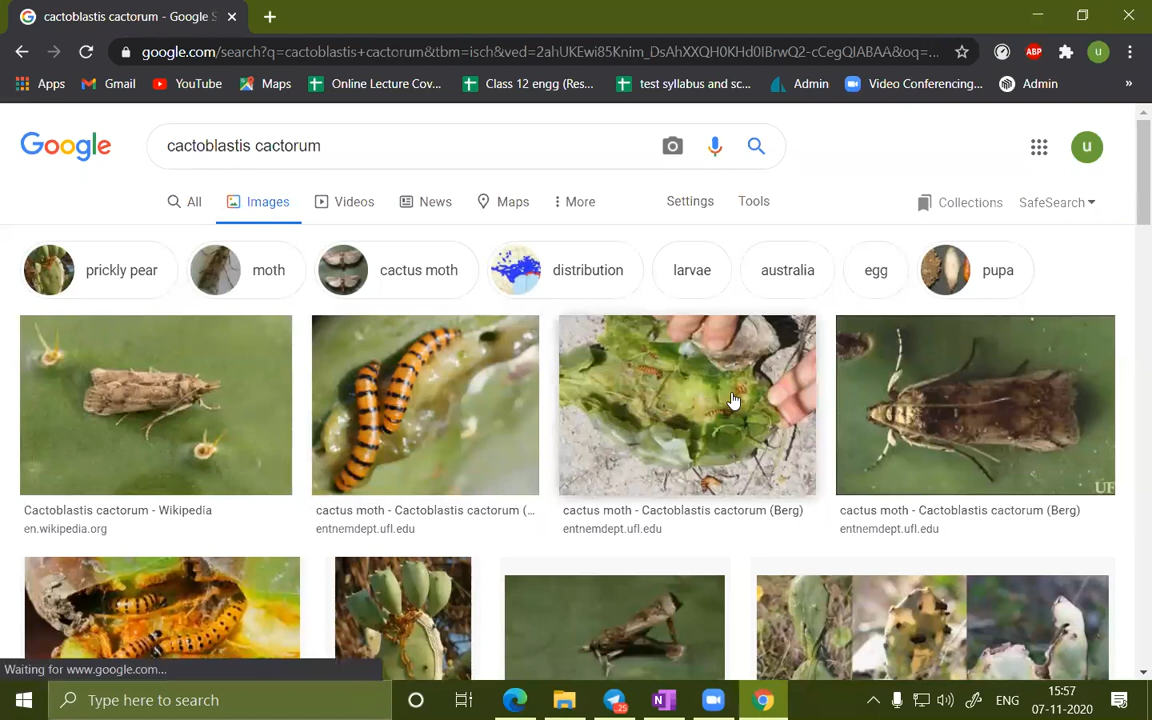 cactoblastis cactorum - Google S
google.com/search?q=cactoblastis+cactorum&tbm=isch&ved=2ahUKEwi85Knim_DsAhXXQH0KHd0IBrwQ2-cCegQIABAA&oq=...
ABP
u
Apps Gmail YouTube Maps Online Lecture Cov... Class 12 engg (Res... test syllabus and sc... Admin Video Conferencing... Admin »
Google
cactoblastis cactorum
u
All Images Videos News Maps More Settings Tools Collections SafeSearch
prickly pear moth cactus moth distribution larvae australia egg pupa
UF
Cactoblastis cactorum - Wikipedia
en.wikipedia.org
cactus moth - Cactoblastis cactorum (...
entnemdept.ufl.edu
cactus moth - Cactoblastis cactorum (Berg)
entnemdept.ufl.edu
cactus moth - Cactoblastis cactorum (Berg)
entnemdept.ufl.edu
Waiting for www.google.com...
Type here to search
25
ENG
15:57
07-11-2020